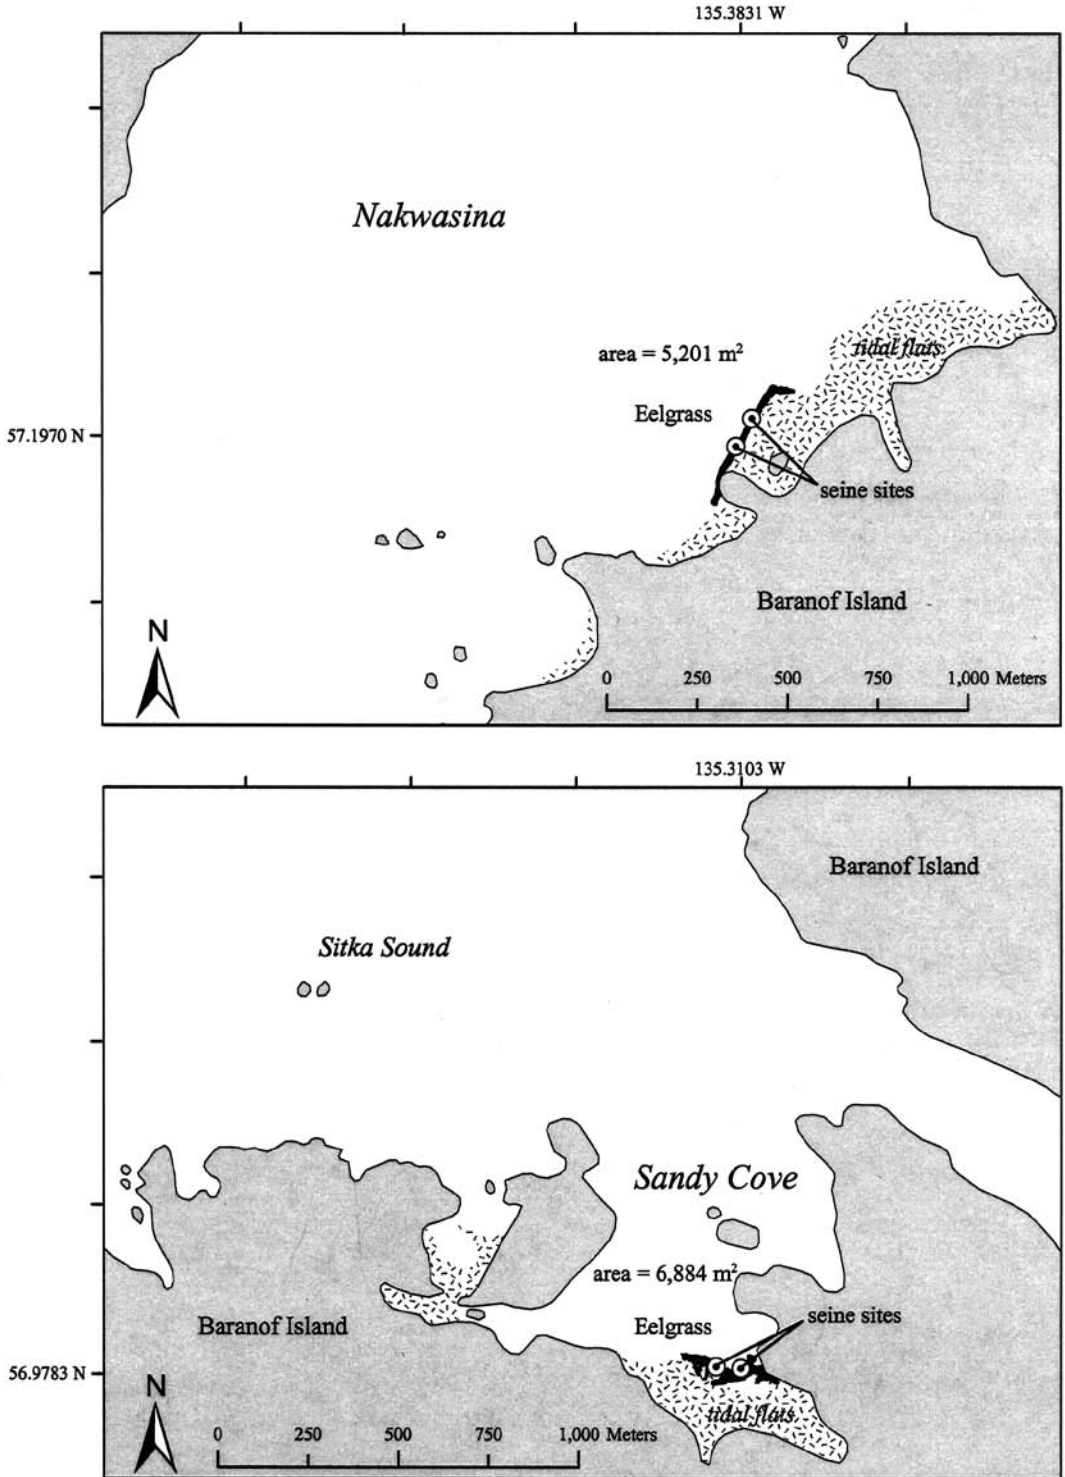 135.3831 W
Nakwasina
area = 5,201 m²
tidal flats
Eelgrass
57.1970 N
seine sites
Baranof Island
N
0 250 500 750 1,000 Meters
135.3103 W
Baranof Island
Sitka Sound
Sandy Cove
area = 6,884 m²
seine sites
Baranof Island
Eelgrass
56.9783 N
N
tidal flats
0 250 500 750 1,000 Meters